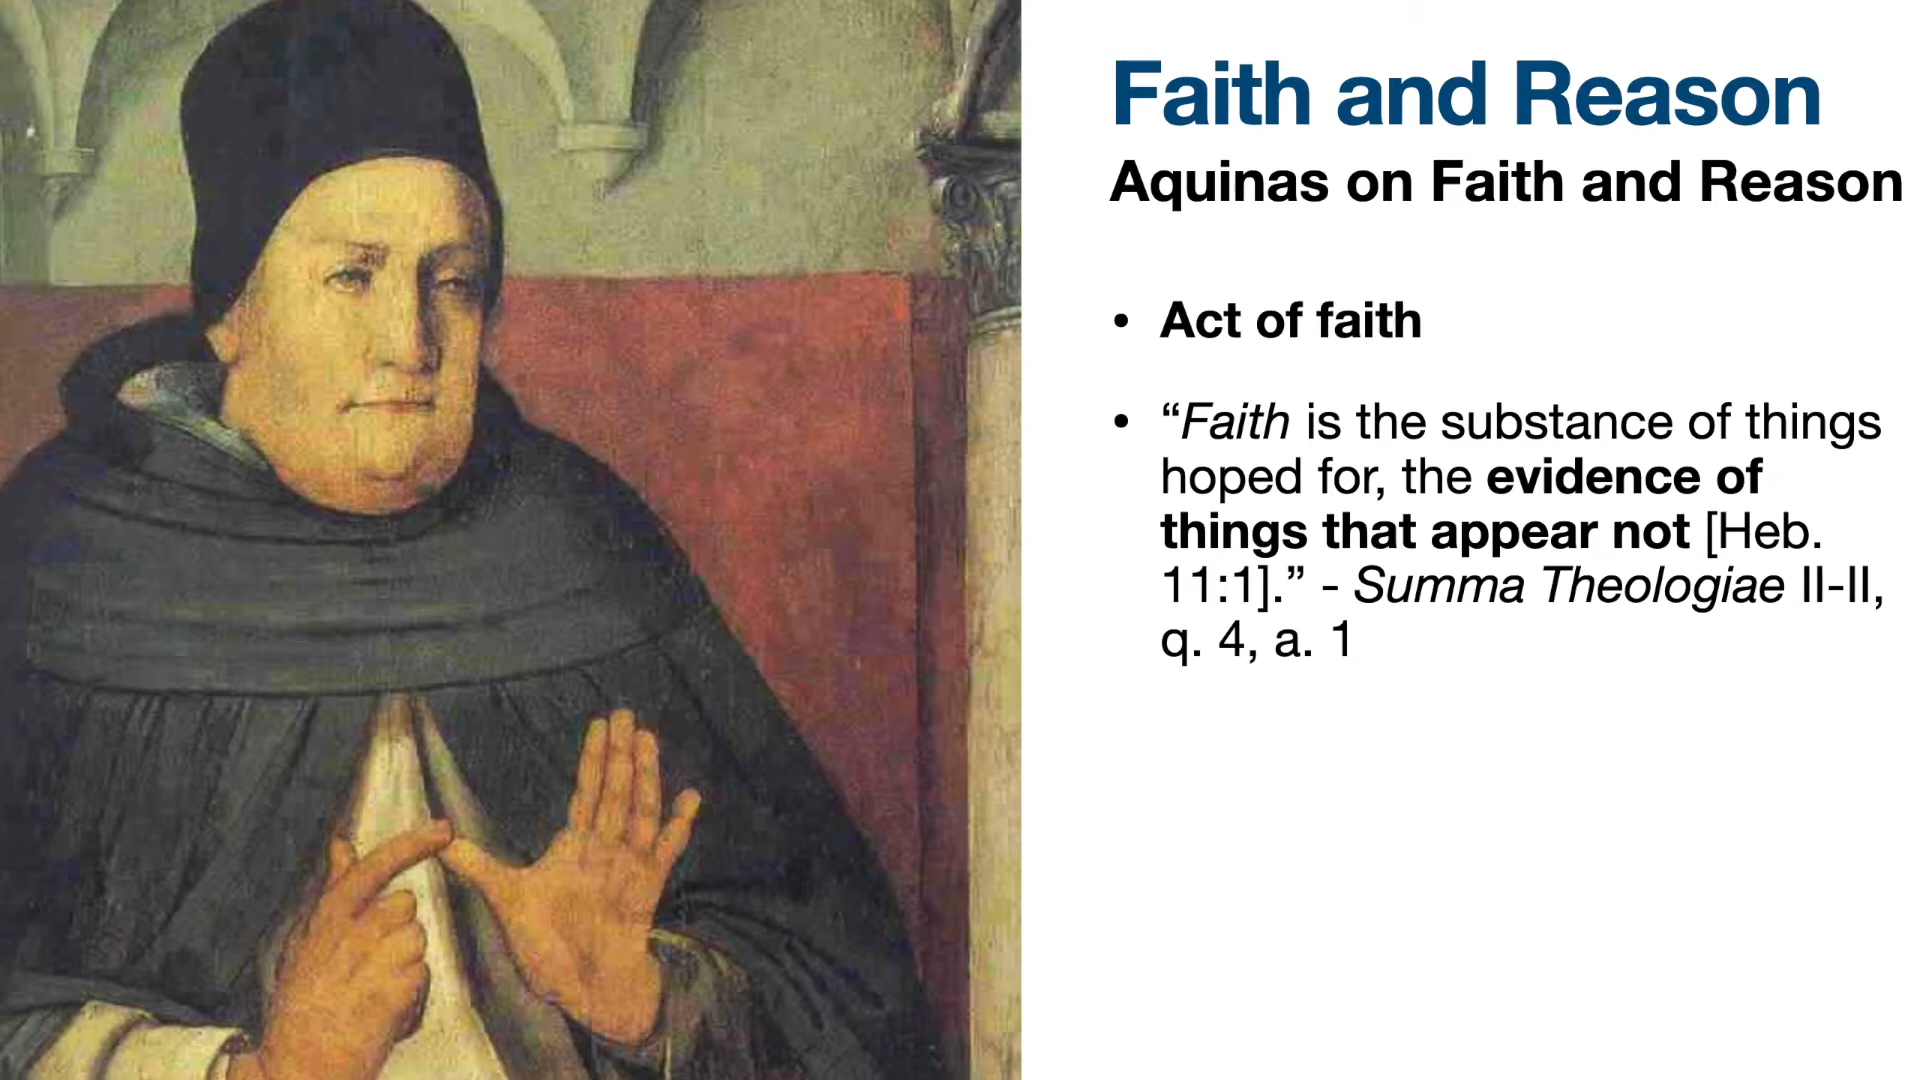 Faith and Reason
Aquinas on Faith and Reason
• Act of faith
• “Faith is the substance of things
hoped for, the evidence of
things that appear not [Heb.
11:1].” - Summa Theologiae II-II,
q. 4, a. 1